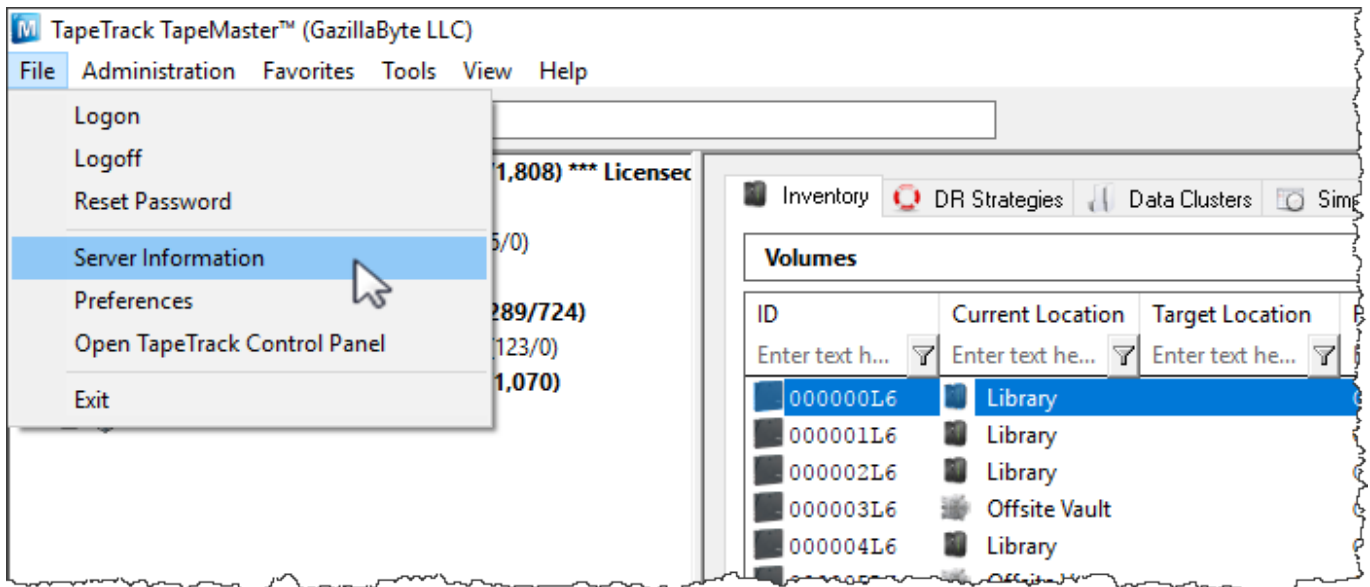 TapeTrack TapeMaster™ (GazillaByte LLC)
File Administration Favorites Tools View Help
Logon
Logoff
Reset Password
Server Information
Preferences
Open TapeTrack Control Panel
Exit
1,808) *** Licensed
5/0)
289/724)
(123/0)
1,070)
Inventory DR Strategies Data Clusters
Volumes
ID Current Location Target Location
Enter text h... Enter text he... Enter text he...
000000L6 Library
000001L6 Library
000002L6 Library
000003L6 Offsite Vault
000004L6 Library